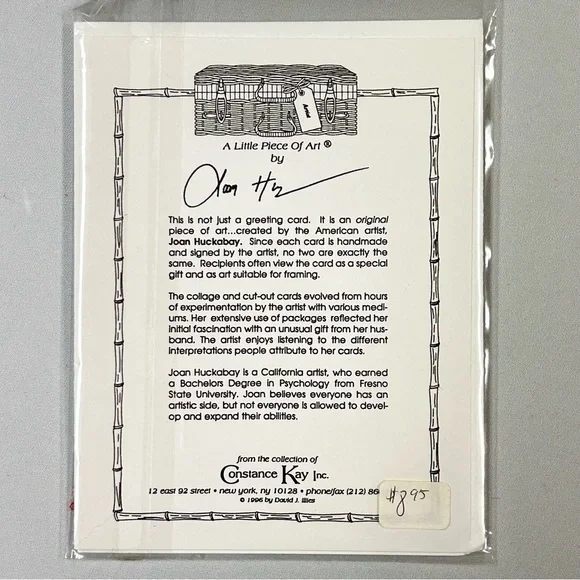 A Little Piece Of Art ®
by
Joan H
This is not just a greeting card. It is an original
piece of art...created by the American artist,
Joan Huckabay. Since each card is handmade
and signed by the artist, no two are exactly the
same. Recipients often view the card as a special
gift and as art suitable for framing.
The collage and cut-out cards evolved from hours
of experimentation by the artist with various medi-
ums. Her extensive use of packages reflected her
initial fascination with an unusual gift from her hus-
band. The artist enjoys listening to the different
interpretations people attribute to her cards.
Joan Huckabay is a California artist, who earned
a Bachelors Degree in Psychology from Fresno
State University. Joan believes everyone has an
artistic side, but not everyone is allowed to devel-
op and expand their abilities.
from the collection of
Constance Kay Inc.
12 east 92 street • new york, ny 10128 • phone/fax (212) 86
© 1996 by David J. Illies
#8 95